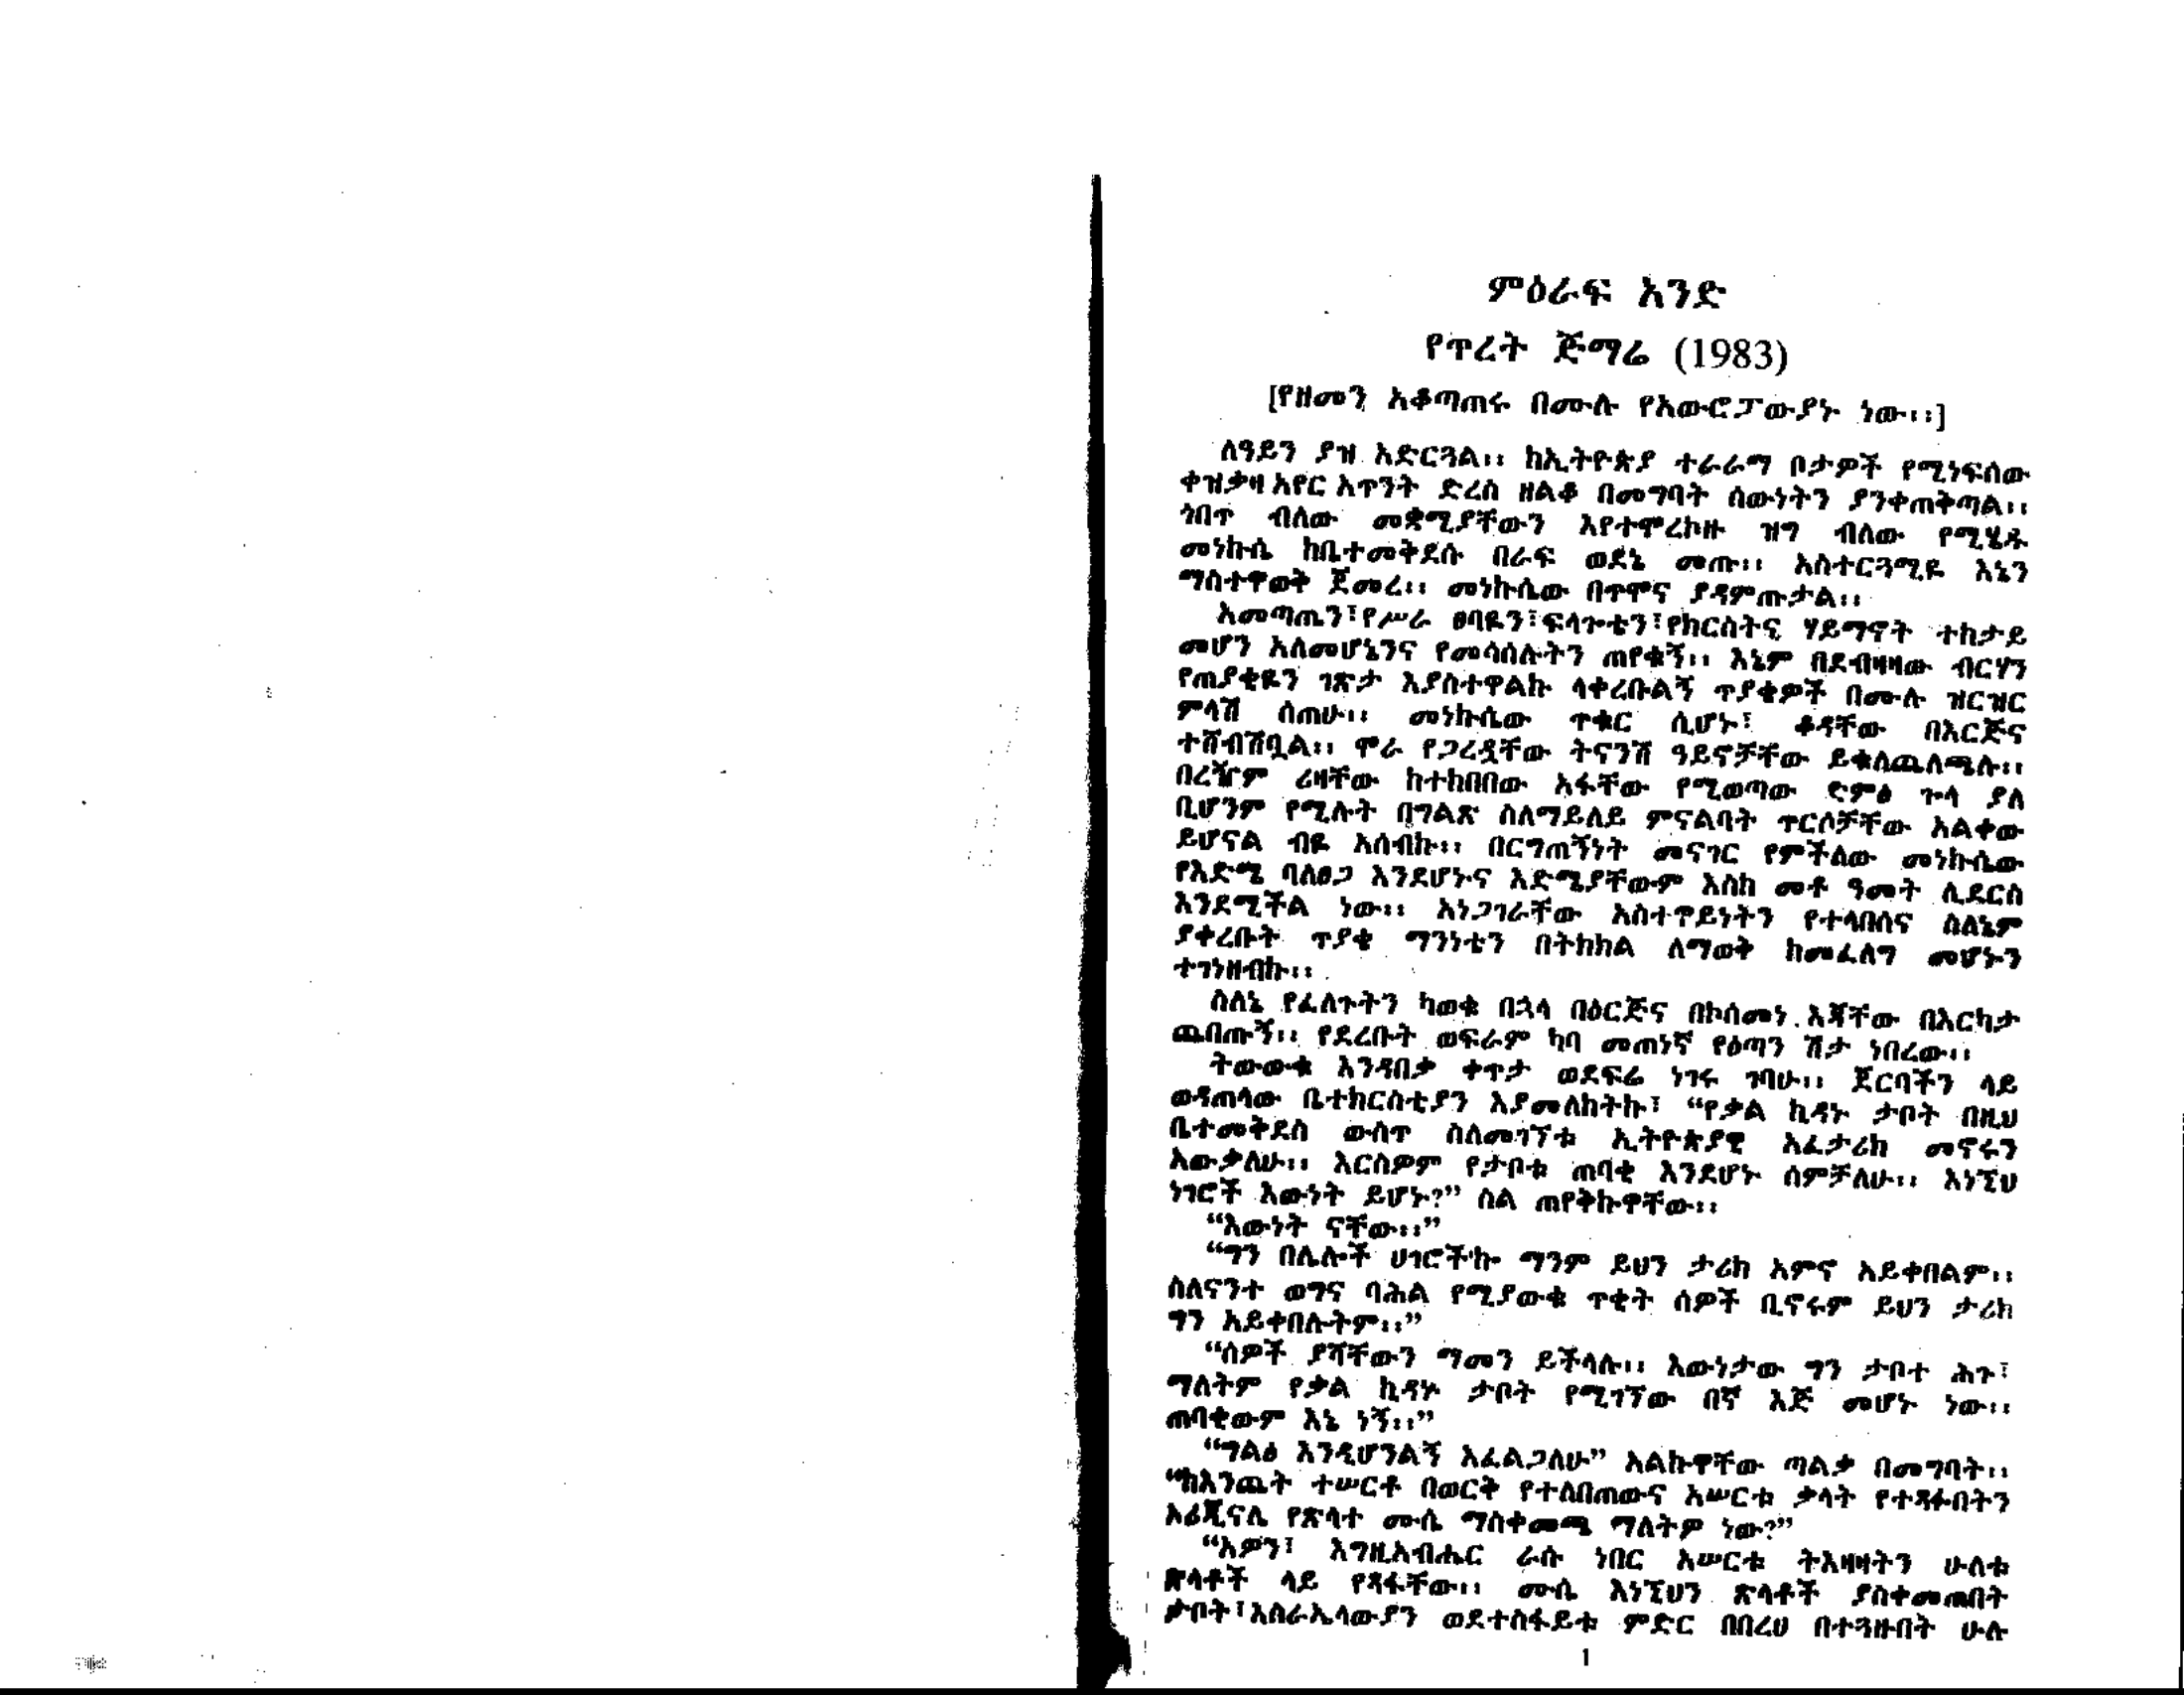 ምዕራፍ አንድ
የጥረት ጅማሬ (1983)
[የዘመን አቆጣጠሩ በሙሉ የአውሮፓውያኑ ነው።]
ለዓይን ያዝ አድርጓል። ከኢትዮጵያ ተራራማ ቦታዎች የሚነፍሰው
ቀዝቃዛ አየር አጥንት ድረስ ዘልቆ በመግባት ሰውነትን ያንቀጠቅጣል።
ጎበጥ ብለው መቋሚያቸውን እየተሞረኮዙ ዝግ ብለው የሚሄዱ
መነኩሴ ከቤተመቅደሱ በራፍ ወደኔ መጡ። አስተርጓሚዬ እኔን
ማስተዋወቅ ጀመረ። መነኩሴው በጥሞና ያዳምጡታል።
አመጣጤን፣የሥራ ፀባዬን፣ፍላጐቴን፣የክርስትና ሃይማኖት ተከታይ
መሆን አለመሆኔንና የመሳሰሉትን ጠየቁኝ። እኔም በደብዛዛው ብርሃን
የጠያቂዬን ገጽታ እያስተዋልኩ ላቀረቡልኝ ጥያቄዎች በሙሉ ዝርዝር
ምላሽ ሰጠሁ። መነኩሴው ጥቁር ሲሆኑ፣ ቆዳቸው በእርጅና
ተሸብሽቧል። ሞራ የጋረዷቸው ትናንሽ ዓይኖቻቸው ይቁለጨለጫሉ።
በረዥም ሪዛቸው ከተከበበው አፋቸው የሚወጣው ድምፅ ጉላ ያለ
ቢሆንም የሚሉት በግልጽ ስለማይለይ ምናልባት ጥርሶቻቸው አልቀው
ይሆናል ብዬ አሰብኩ። በርግጠኝነት መናገር የምችለው መነኩሴው
የእድሜ ባለፀጋ እንደሆኑና እድሜያቸውም እስከ መቶ ዓመት ሊደርስ
እንደሚችል ነው። አነጋገራቸው አስተዋይነትን የተላበሰና ስለኔም
ያቀረቡት ጥያቄ ማንነቴን በትክክል ለማወቅ ከመፈለግ መሆኑን
ተገነዘብኩ።
ስለኔ የፈለጉትን ካወቁ በኋላ በዕርጅና በኮሰመነ እጃቸው በእርካታ
ጨበጡኝ። የደረቡት ወፍራም ካባ መጠነኛ የዕጣን ሽታ ነበረው።
ትውውቁ እንዳበቃ ቀጥታ ወደፍሬ ነገሩ ገባሁ። ጀርባችን ላይ
ወዳጠላው ቤተክርስቲያን እያመለከትኩ፣ “የቃል ኪዳኑ ታቦት በዚህ
ቤተመቅደስ ውስጥ ስለመገኘቱ ኢትዮጵያዊ አፈታሪክ መኖሩን
አውቃለሁ። እርስዎም የታቦቱ ጠባቂ እንደሆኑ ሰምቻለሁ። እነኚህ
ነገሮች እውነት ይሆኑ?” ስል ጠየቅኩዋቸው።
“እውነት ናቸው።”
“ግን በሌሎች ሀገሮችኮ ማንም ይህን ታሪክ አምኖ አይቀበልም።
ስለናንተ ወግና ባሕል የሚያውቁ ጥቂት ሰዎች ቢኖሩም ይህን ታሪክ
ግን አይቀበሉትም።”
“ሰዎች ያሻቸውን ማመን ይችላሉ። እውነታው ግን ታቦተ ሕጉ፣
ማለትም የቃል ኪዳኑ ታቦት የሚገኘው በኛ እጅ መሆኑ ነው።
ጠባቂውም እኔ ነኝ።”
“ግልፅ እንዲሆንልኝ እፈልጋለሁ” አልኩዋቸው ጣልቃ በመግባት።
“ከእንጨት ተሠርቶ በወርቅ የተለበጠውና አሠርቱ ቃላት የተጻፉበትን
ኦሪጂናሌ የጽላተ ሙሴ ማስቀመጫ ማለትዎ ነው?”
“አዎን፣ እግዚአብሔር ራሱ ነበር አሠርቱ ትእዛዛትን ሁለቱ
ጽላቶች ላይ የጻፋቸው። ሙሴ እነኚህን ጽላቶች ያስቀመጠበት
ታቦት፣እስራኤላውያን ወደተስፋይቱ ምድር በበረሀ በተጓዙበት ሁሉ
1